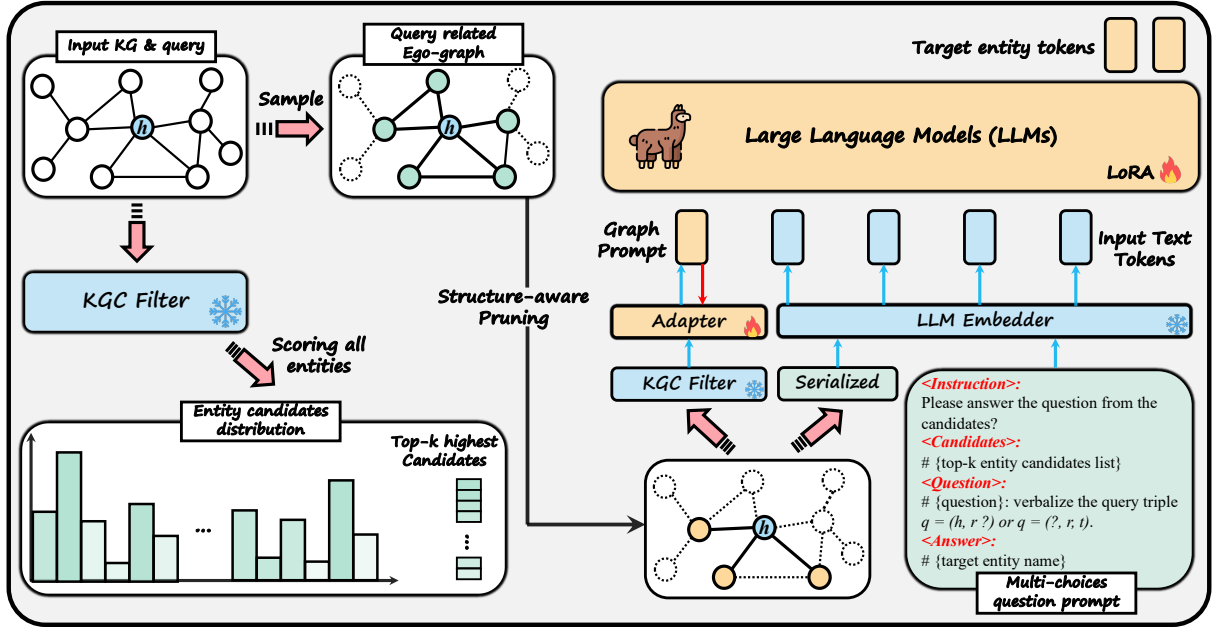 Input KG & query
h
Sample
Query related
Ego-graph
h
KGC Filter
Scoring all
entities
Entity candidates
distribution
...
Top-k highest
Candidates
Structure-aware
Pruning
Target entity tokens
Large Language Models (LLMs)
LoRA
Graph
Prompt
Input Text
Tokens
Adapter
LLM Embedder
KGC Filter
Serialized
h
<Instruction>:
Please answer the question from the
candidates?
<Candidates>:
# {top-k entity candidates list}
<Question>:
# {question}: verbalize the query triple
q = (h, r ?) or q = (?, r, t).
<Answer>:
# {target entity name}
Multi-choices
question prompt